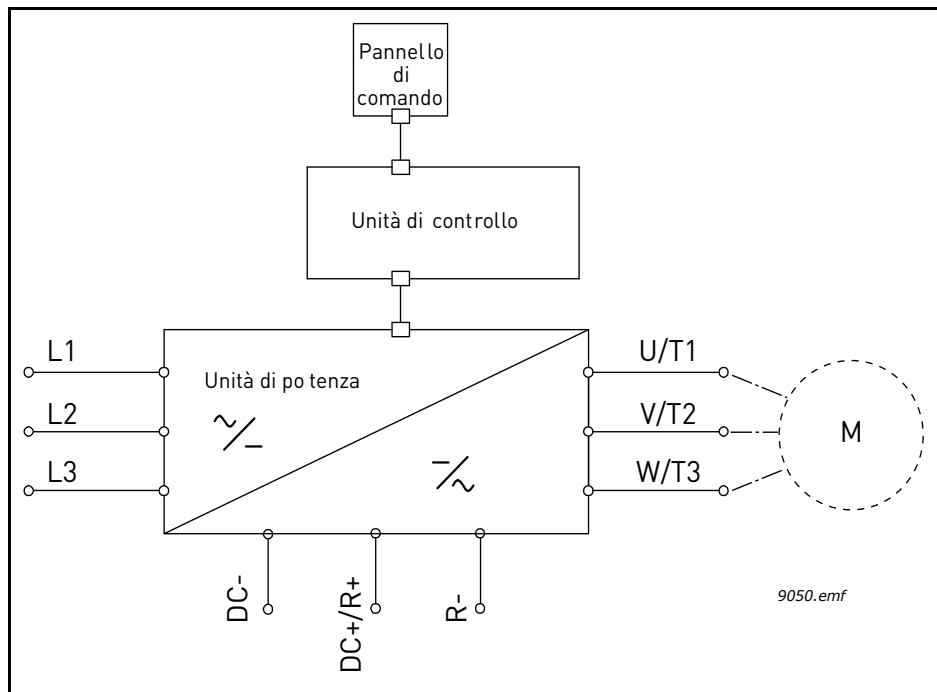 Pannello
di
comando
Unità di controllo
Unità di po tenza
L1
L2
L3
U/T1
V/T2
W/T3
M
DC-
DC+/R+
R-
9050.emf